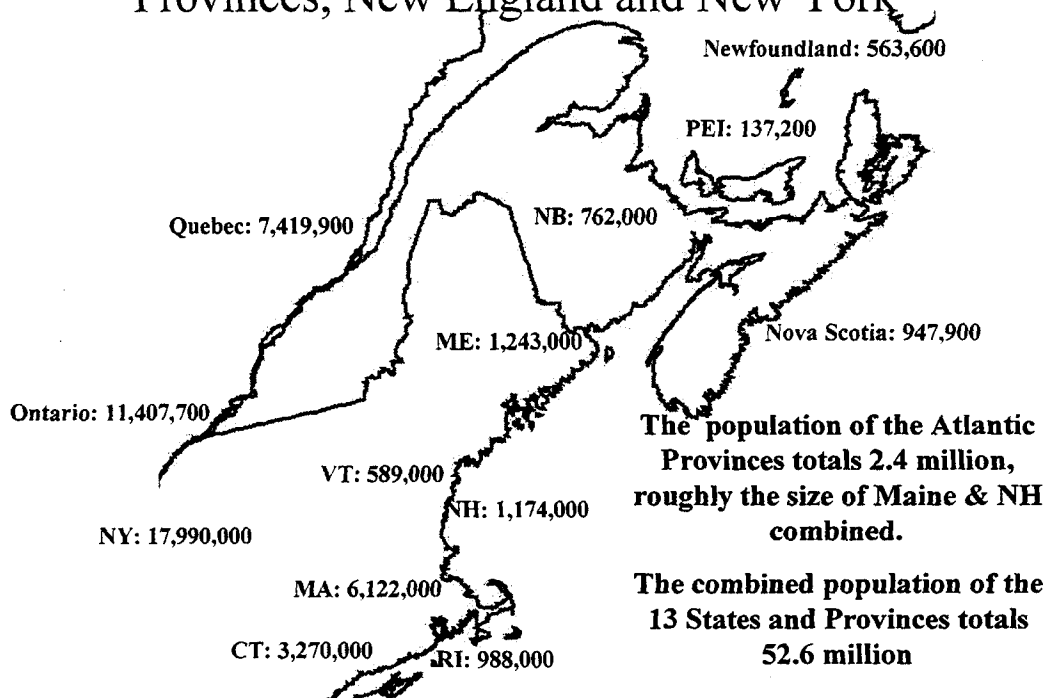 Provinces, New England and New York
Newfoundland: 563,600
PEI: 137,200
NB: 762,000
Quebec: 7,419,900
Nova Scotia: 947,900
ME: 1,243,000
Ontario: 11,407,700
The population of the Atlantic
Provinces totals 2.4 million,
roughly the size of Maine & NH
combined.
VT: 589,000
NH: 1,174,000
NY: 17,990,000
MA: 6,122,000
The combined population of the
13 States and Provinces totals
52.6 million
CT: 3,270,000
RI: 988,000